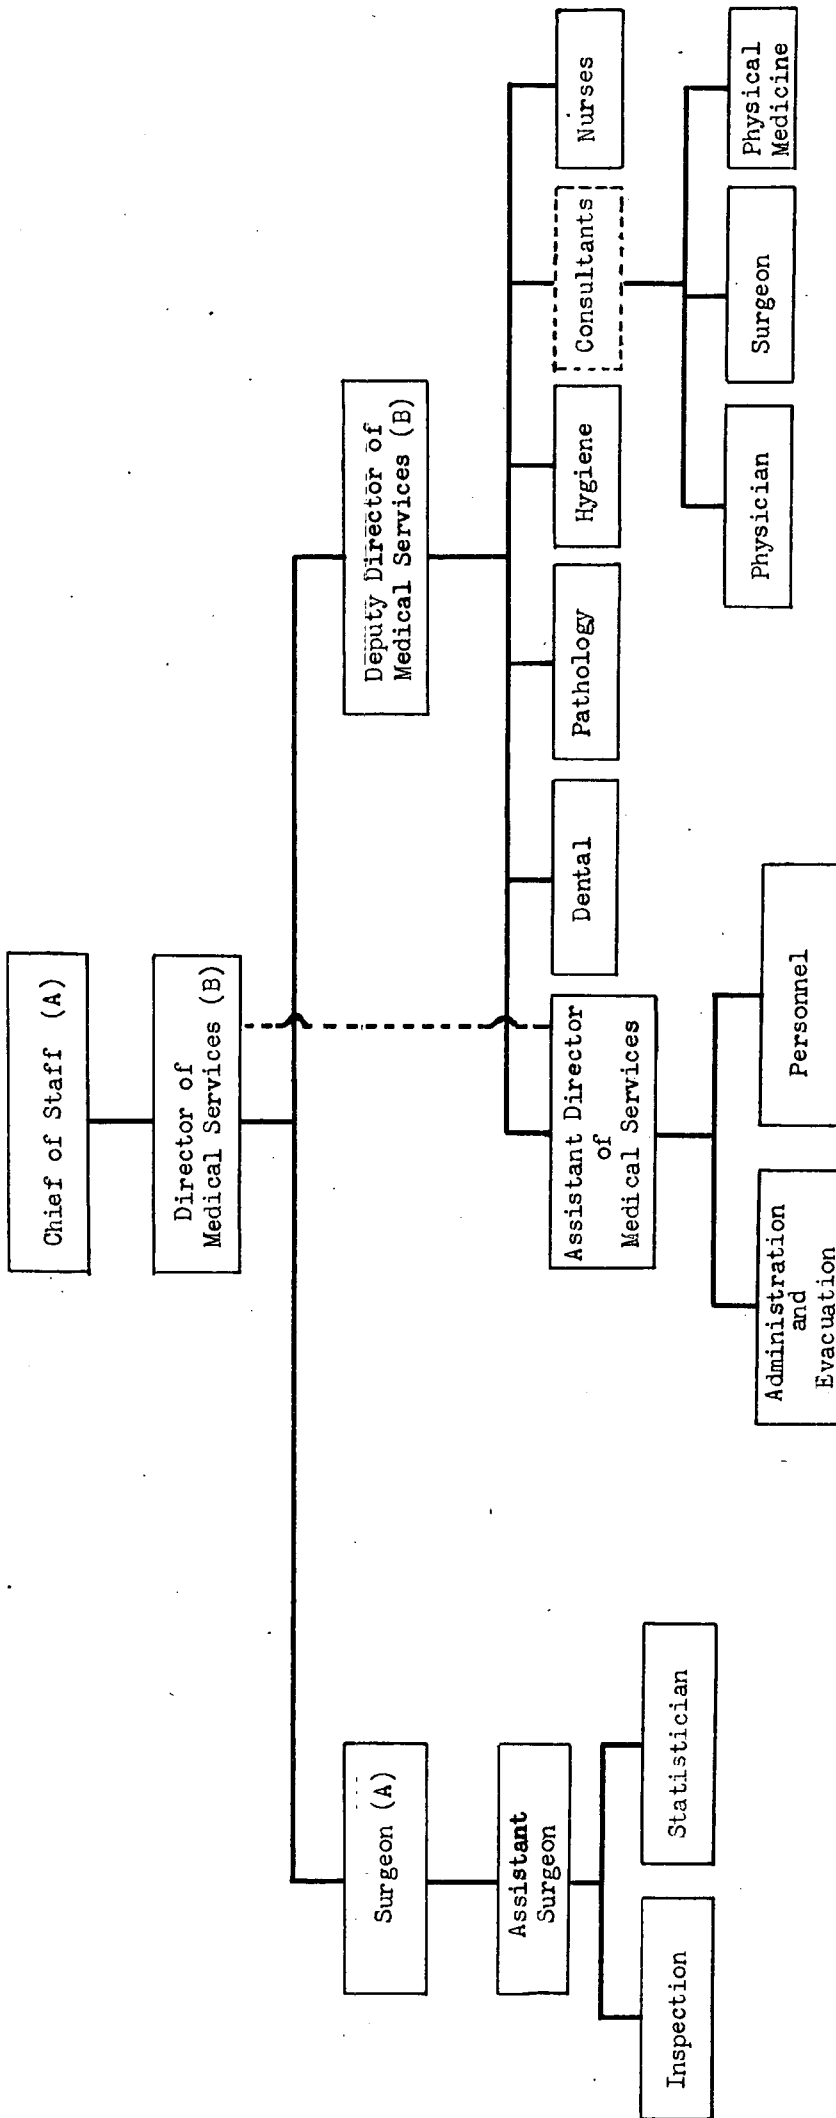 Chief of Staff (A)
Director of
Medical Services (B)
Surgeon (A)
Deputy Director of
Medical Services (B)
Assistant
Surgeon
Assistant Director
of
Medical Services
Dental
Pathology
Hygiene
Consultants
Nurses
Inspection
Statistician
Administration
and
Evacuation
Personnel
Physician
Surgeon
Physical
Medicine